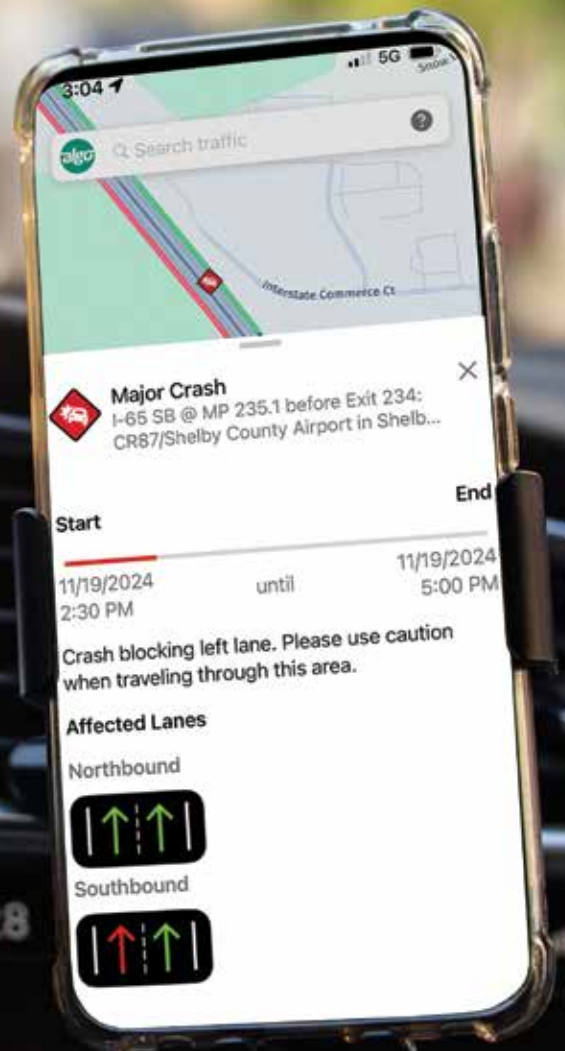 3:04
5G
algo
Search traffic
?
Interstate Commerce Ct
Major Crash
I-65 SB @ MP 235.1 before Exit 234:
CR87/Shelby County Airport in Shelb...
Start
End
11/19/2024
until
11/19/2024
2:30 PM
5:00 PM
Crash blocking left lane. Please use caution
when traveling through this area.
Affected Lanes
Northbound
Southbound